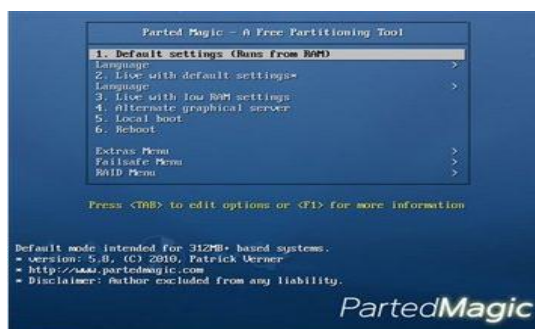 Parted Magic - A Free Partitioning Tool
1. Default settings (Runs from RAM)
Language >
2. Live with default settings*
Language >
3. Live with low RAM settings
4. Alternate graphical server
5. Local boot
6. Reboot
Extras Menu >
Failsafe Menu >
RAID Menu >
Press <TAB> to edit options or <F1> for more information
Default mode intended for 312MB+ based systems.
* version: 5.8, (C) 2010, Patrick Verner
* http://www.partedmagic.com
* Disclaimer: Author excluded from any liability.
PartedMagic